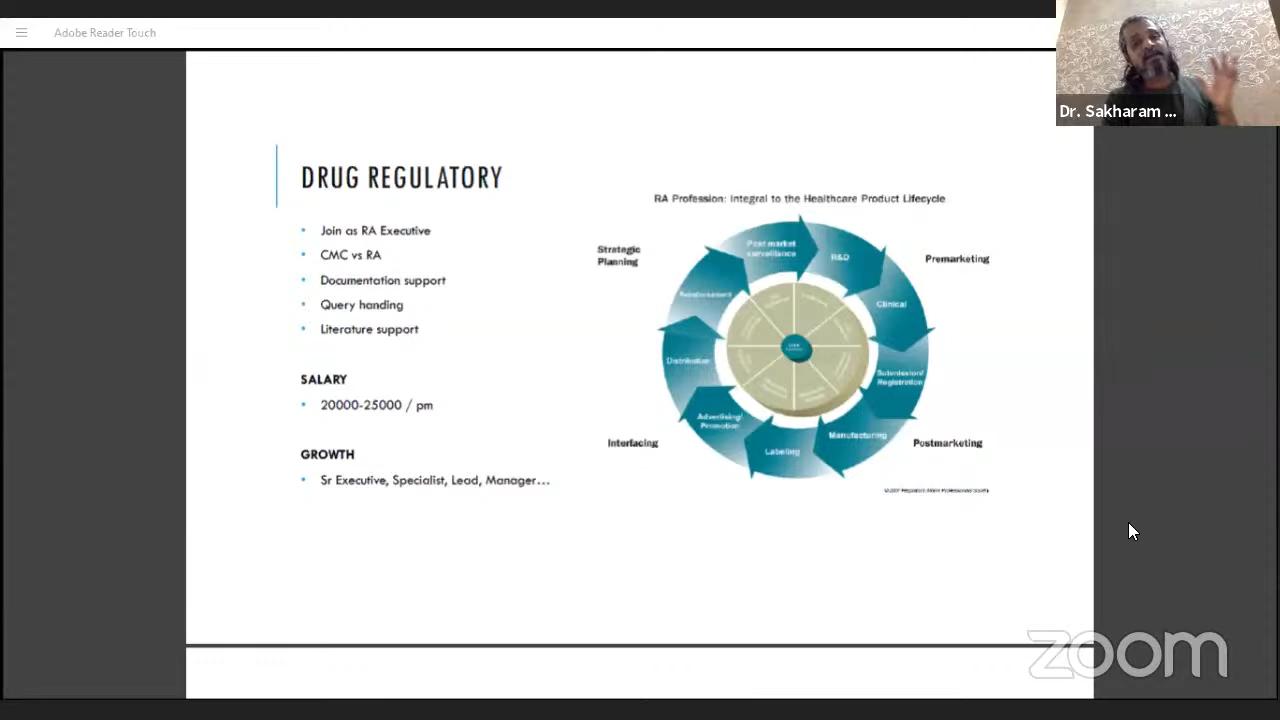 Adobe Reader Touch
Dr. Sakharam ...
DRUG REGULATORY
• Join as RA Executive
• CMC vs RA
• Documentation support
• Query handing
• Literature support
SALARY
• 20000-25000 / pm
GROWTH
• Sr Executive, Specialist, Lead, Manager...
RA Profession: Integral to the Healthcare Product Lifecycle
Strategic
Planning
Premarketing
Interfacing
Postmarketing
Post market
surveillance
R&D
Clinical
Submission/
Registration
Manufacturing
Labeling
Advertising/
Promotion
Distribution
Reimbursement
zoom